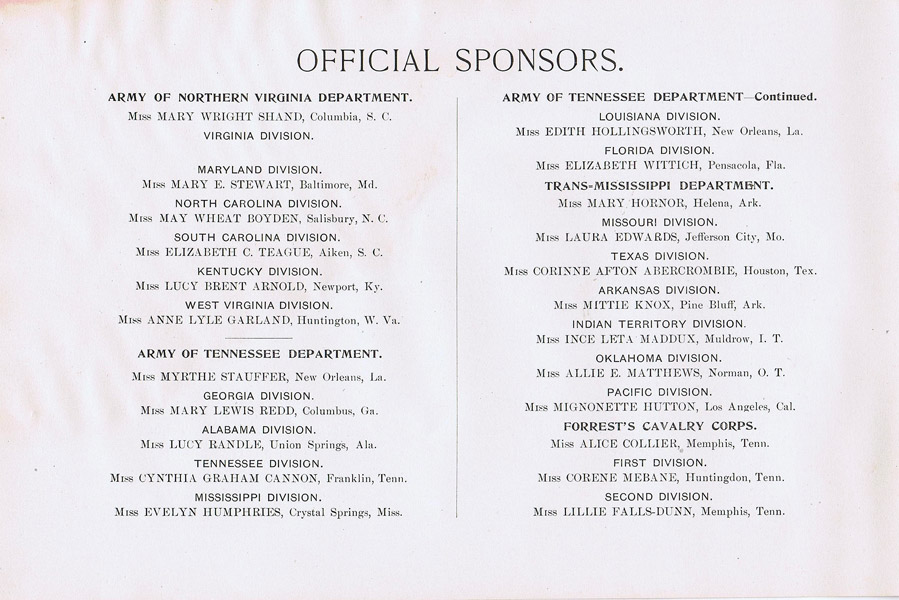 OFFICIAL SPONSORS.
ARMY OF NORTHERN VIRGINIA DEPARTMENT.
Miss MARY WRIGHT SHAND, Columbia, S. C.
VIRGINIA DIVISION.
MARYLAND DIVISION.
Miss MARY E. STEWART, Baltimore, Md.
NORTH CAROLINA DIVISION.
Miss MAY WHEAT BOYDEN, Salisbury, N. C.
SOUTH CAROLINA DIVISION.
Miss ELIZABETH C. TEAGUE, Aiken, S. C.
KENTUCKY DIVISION.
Miss LUCY BRENT ARNOLD, Newport, Ky.
WEST VIRGINIA DIVISION.
Miss ANNE LYLE GARLAND, Huntington, W. Va.
ARMY OF TENNESSEE DEPARTMENT.
Miss MYRTHE STAUFFER, New Orleans, La.
GEORGIA DIVISION.
Miss MARY LEWIS REDD, Columbus, Ga.
ALABAMA DIVISION.
Miss LUCY RANDLE, Union Springs, Ala.
TENNESSEE DIVISION.
Miss CYNTHIA GRAHAM CANNON, Franklin, Tenn.
MISSISSIPPI DIVISION.
Miss EVELYN HUMPHRIES, Crystal Springs, Miss.
ARMY OF TENNESSEE DEPARTMENT—Continued.
LOUISIANA DIVISION.
Miss EDITH HOLLINGSWORTH, New Orleans, La.
FLORIDA DIVISION.
Miss ELIZABETH WITTICH, Pensacola, Fla.
TRANS=MISSISSIPPI DEPARTMENT.
Miss MARY HORNOR, Helena, Ark.
MISSOURI DIVISION.
Miss LAURA EDWARDS, Jefferson City, Mo.
TEXAS DIVISION.
Miss CORINNE AFTON ABERCROMBIE, Houston, Tex.
ARKANSAS DIVISION.
Miss MITTIE KNOX, Pine Bluff, Ark.
INDIAN TERRITORY DIVISION.
Miss INCE LETA MADDUX, Muldrow, I. T.
OKLAHOMA DIVISION.
Miss ALLIE E. MATTHEWS, Norman, O. T.
PACIFIC DIVISION.
Miss MIGNONETTE HUTTON, Los Angeles, Cal.
FORREST'S CAVALRY CORPS.
Miss ALICE COLLIER, Memphis, Tenn.
FIRST DIVISION.
Miss CORENE MEBANE, Huntingdon, Tenn.
SECOND DIVISION.
Miss LILLIE FALLS-DUNN, Memphis, Tenn.